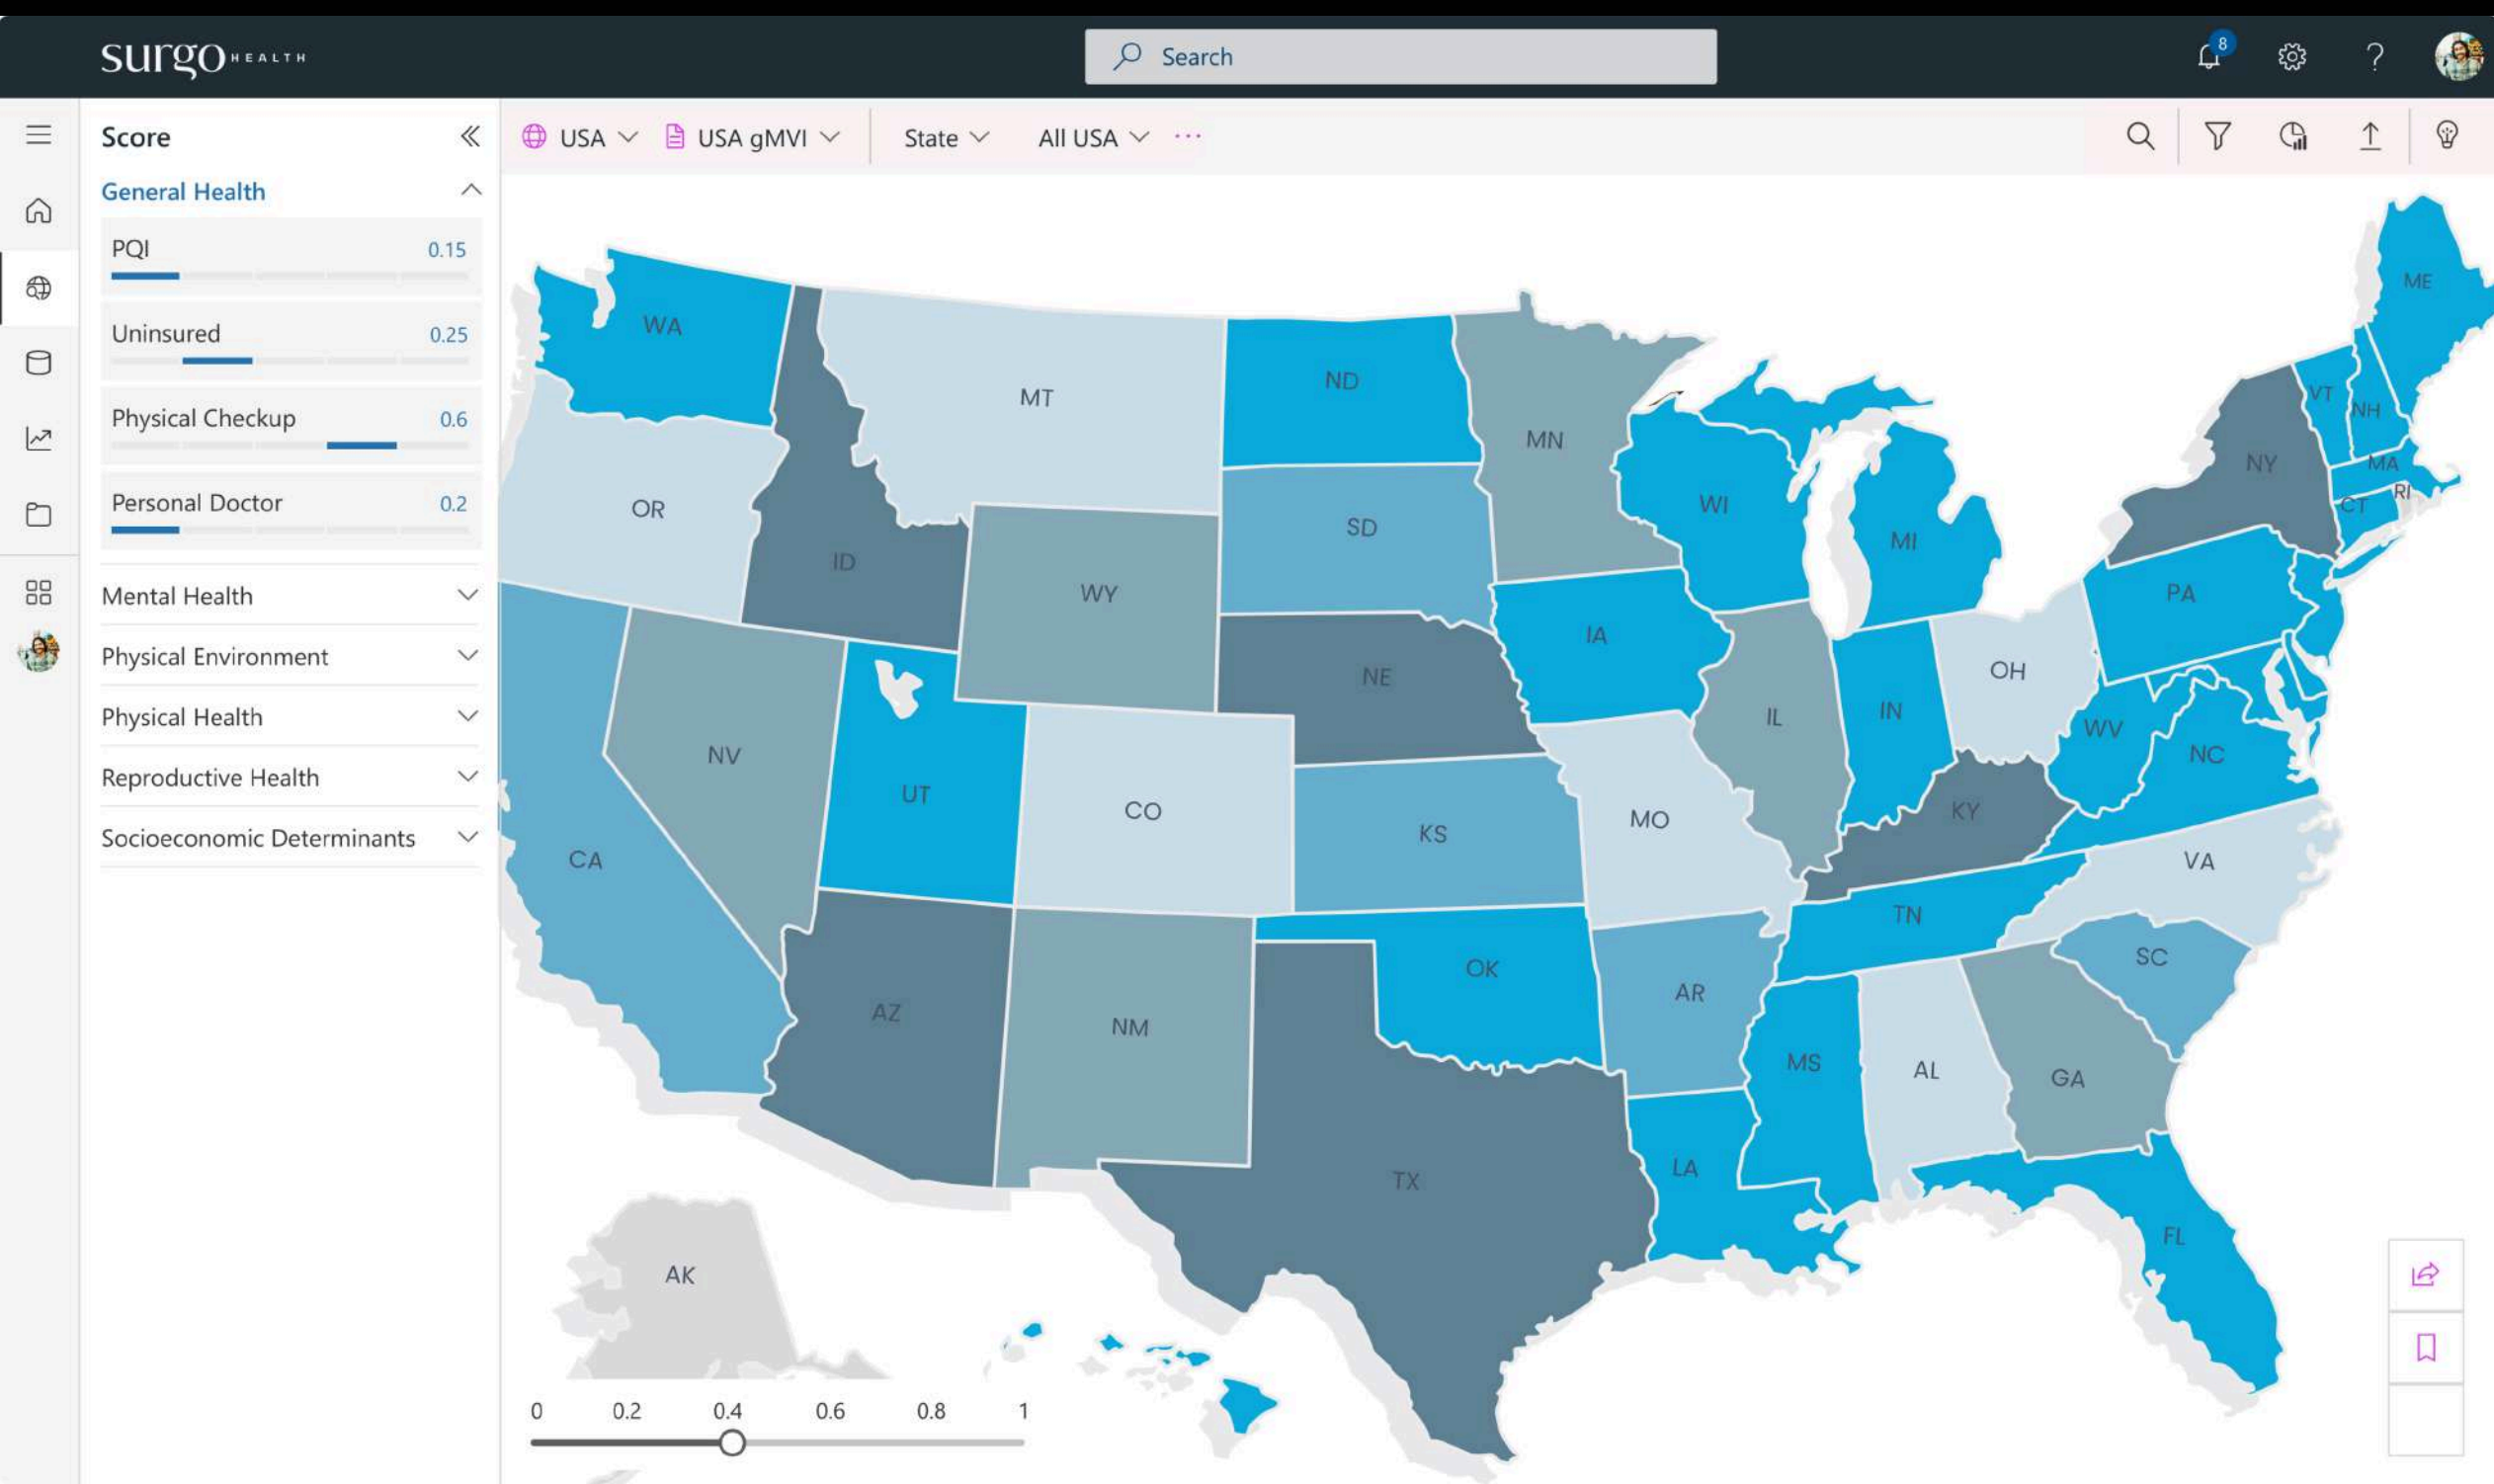 surgo HEALTH
Search
8
?
Score
USA
USA gMVI
State
All USA
General Health
PQI
0.15
Uninsured
0.25
Physical Checkup
0.6
Personal Doctor
0.2
Mental Health
Physical Environment
Physical Health
Reproductive Health
Socioeconomic Determinants
ME
WA
ND
MT
VT
NH
MN
NY
MA
RI
OR
WI
CT
SD
MI
ID
WY
PA
IA
NE
OH
IL
IN
WV
NV
NC
UT
CO
KY
MO
KS
CA
VA
TN
SC
OK
AR
AZ
NM
MS
AL
GA
LA
TX
FL
AK
0 0.2 0.4 0.6 0.8 1